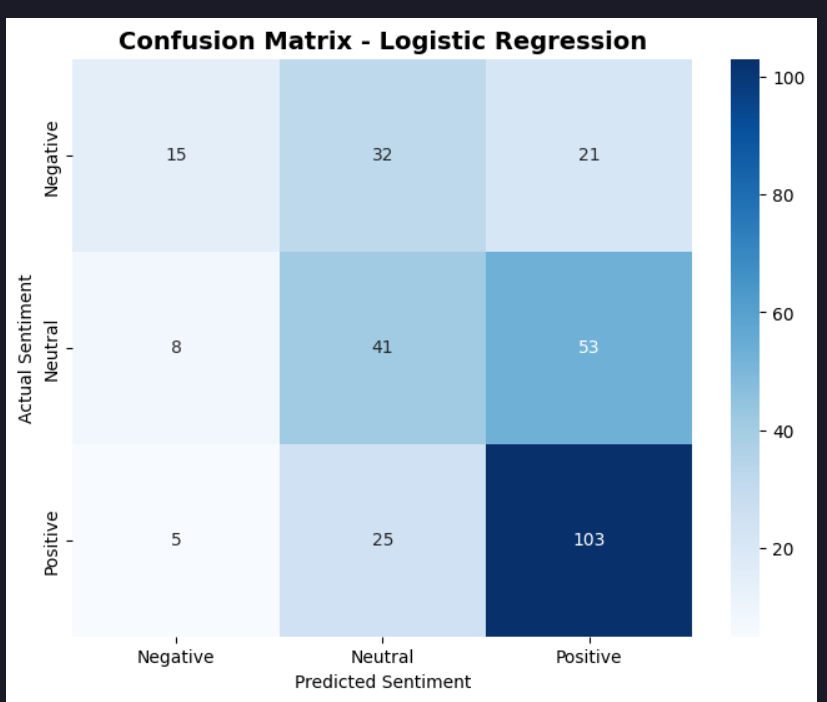 Confusion Matrix - Logistic Regression
Actual Sentiment
Negative
15 32 21
Neutral
8 41 53
Positive
5 25 103
Negative Neutral Positive
Predicted Sentiment
100
80
60
40
20